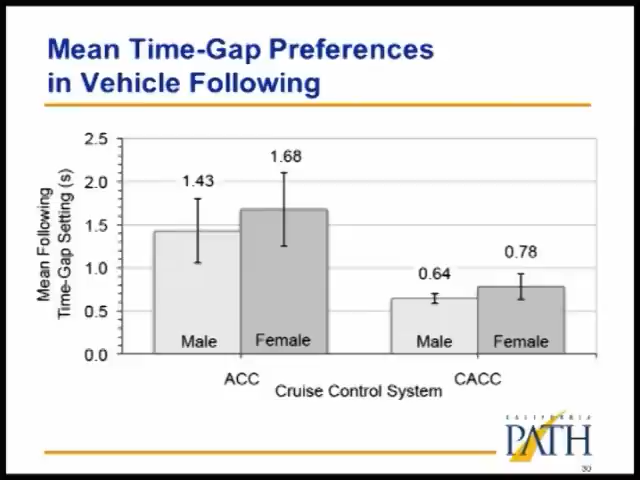 Mean Time-Gap Preferences
in Vehicle Following
Mean Following
Time-Gap Setting (s)
2.5
2.0
1.5
1.0
0.5
0.0
1.43
1.68
0.64
0.78
Male
Female
Male
Female
ACC
CACC
Cruise Control System
CALIFORNIA
PATH
30